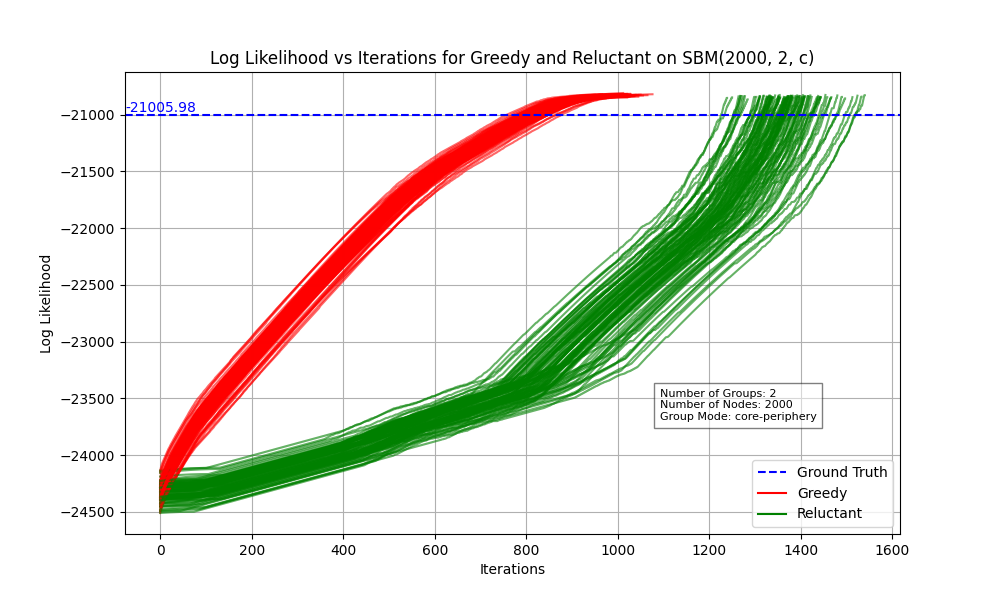 Log Likelihood vs Iterations for Greedy and Reluctant on SBM(2000, 2, c)
-21005.98
−21000
−21500
−22000
−22500
−23000
−23500
−24000
−24500
Log Likelihood
Number of Groups: 2
Number of Nodes: 2000
Group Mode: core-periphery
Ground Truth
Greedy
Reluctant
0 200 400 600 800 1000 1200 1400 1600
Iterations